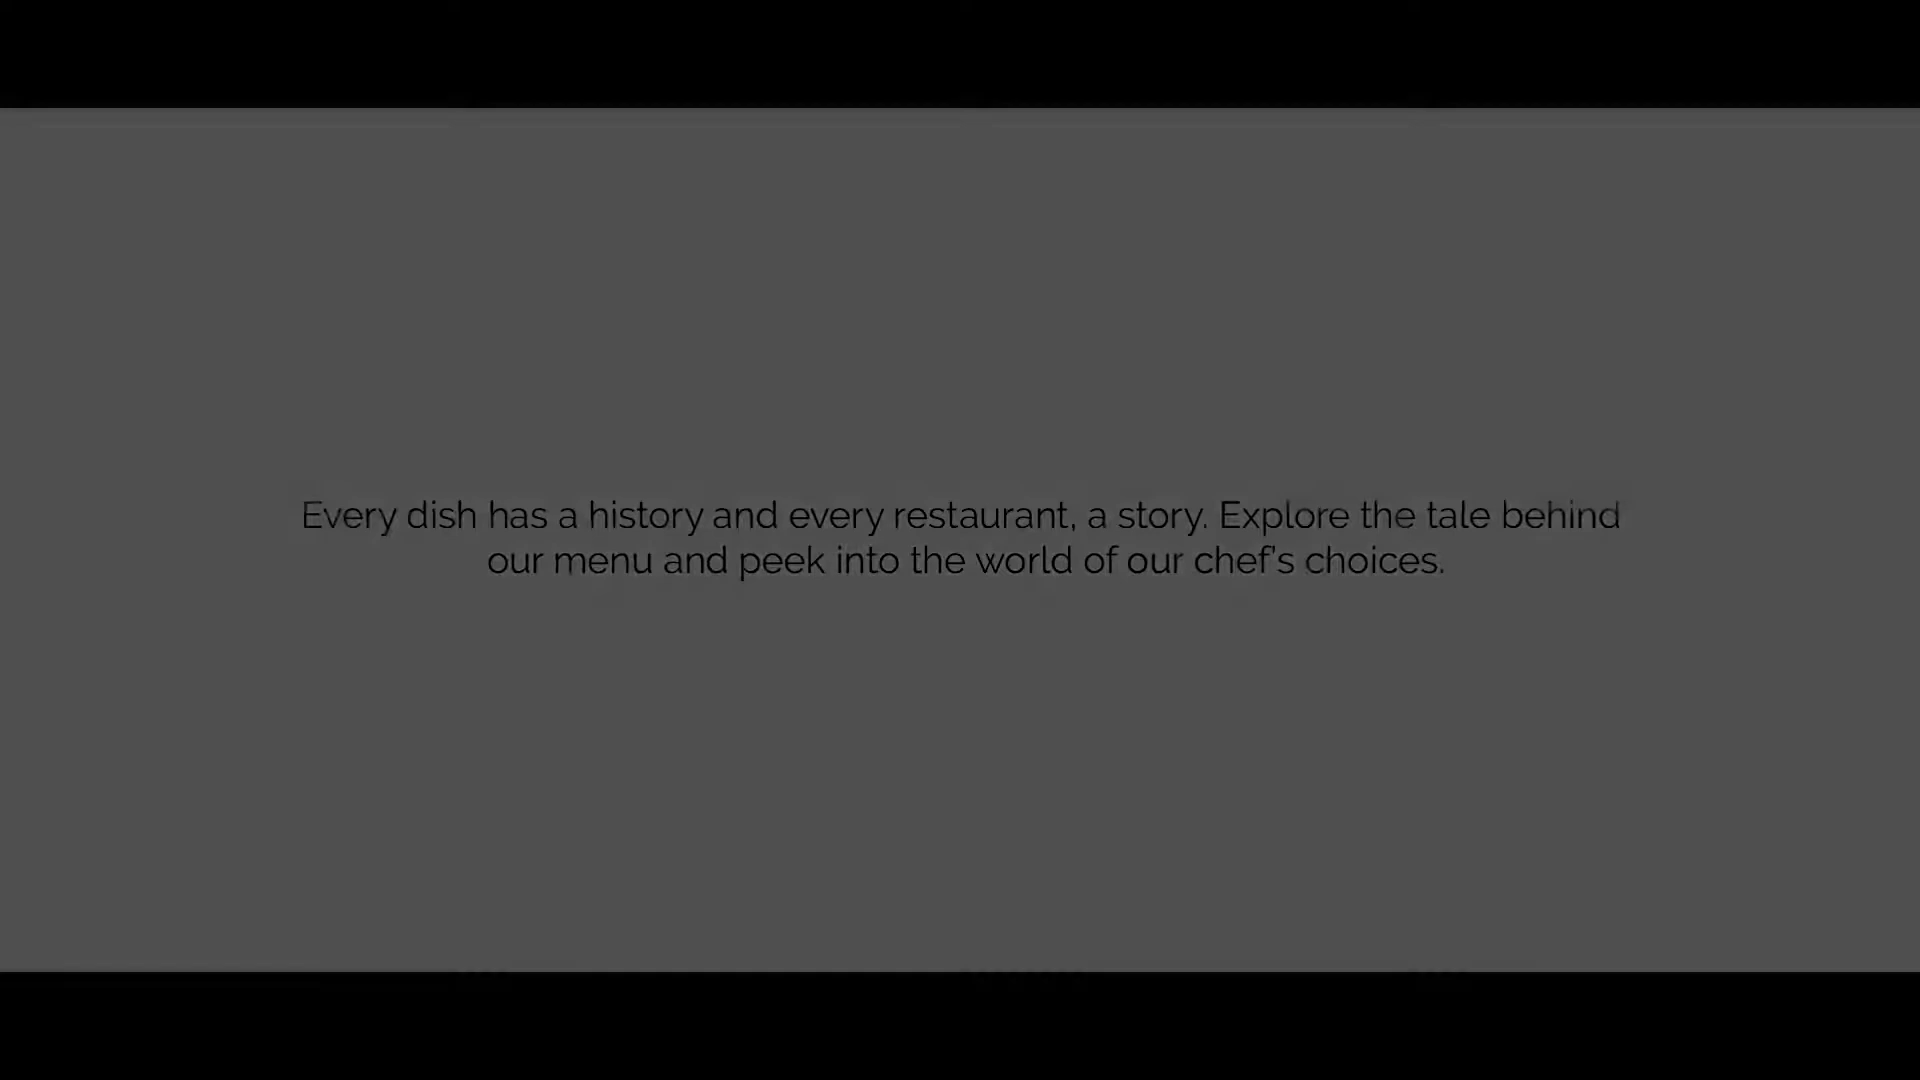 Every dish has a history and every restaurant, a story. Explore the tale behind
our menu and peek into the world of our chef's choices.